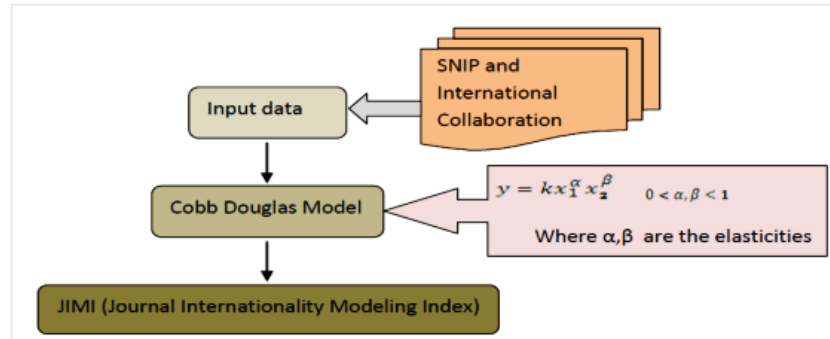 SNIP and
International
Collaboration
Input data
y = kx₁^α x₂^β 0 < α,β < 1
Cobb Douglas Model
Where α,β are the elasticities
JIMI (Journal Internationality Modeling Index)